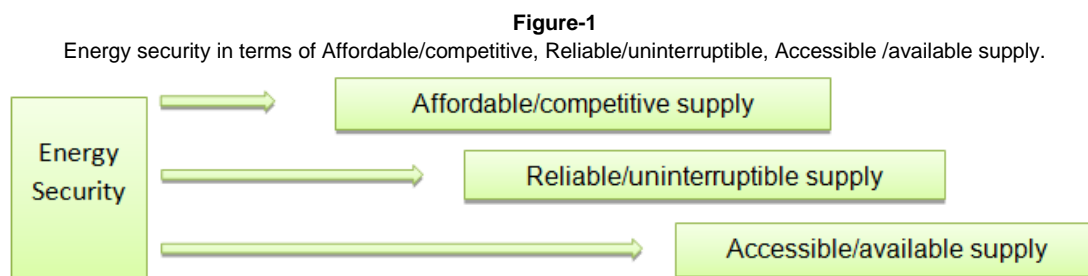 Figure-1
Energy security in terms of Affordable/competitive, Reliable/uninterruptible, Accessible /available supply.
Affordable/competitive supply
Energy
Security
Reliable/uninterruptible supply
Accessible/available supply